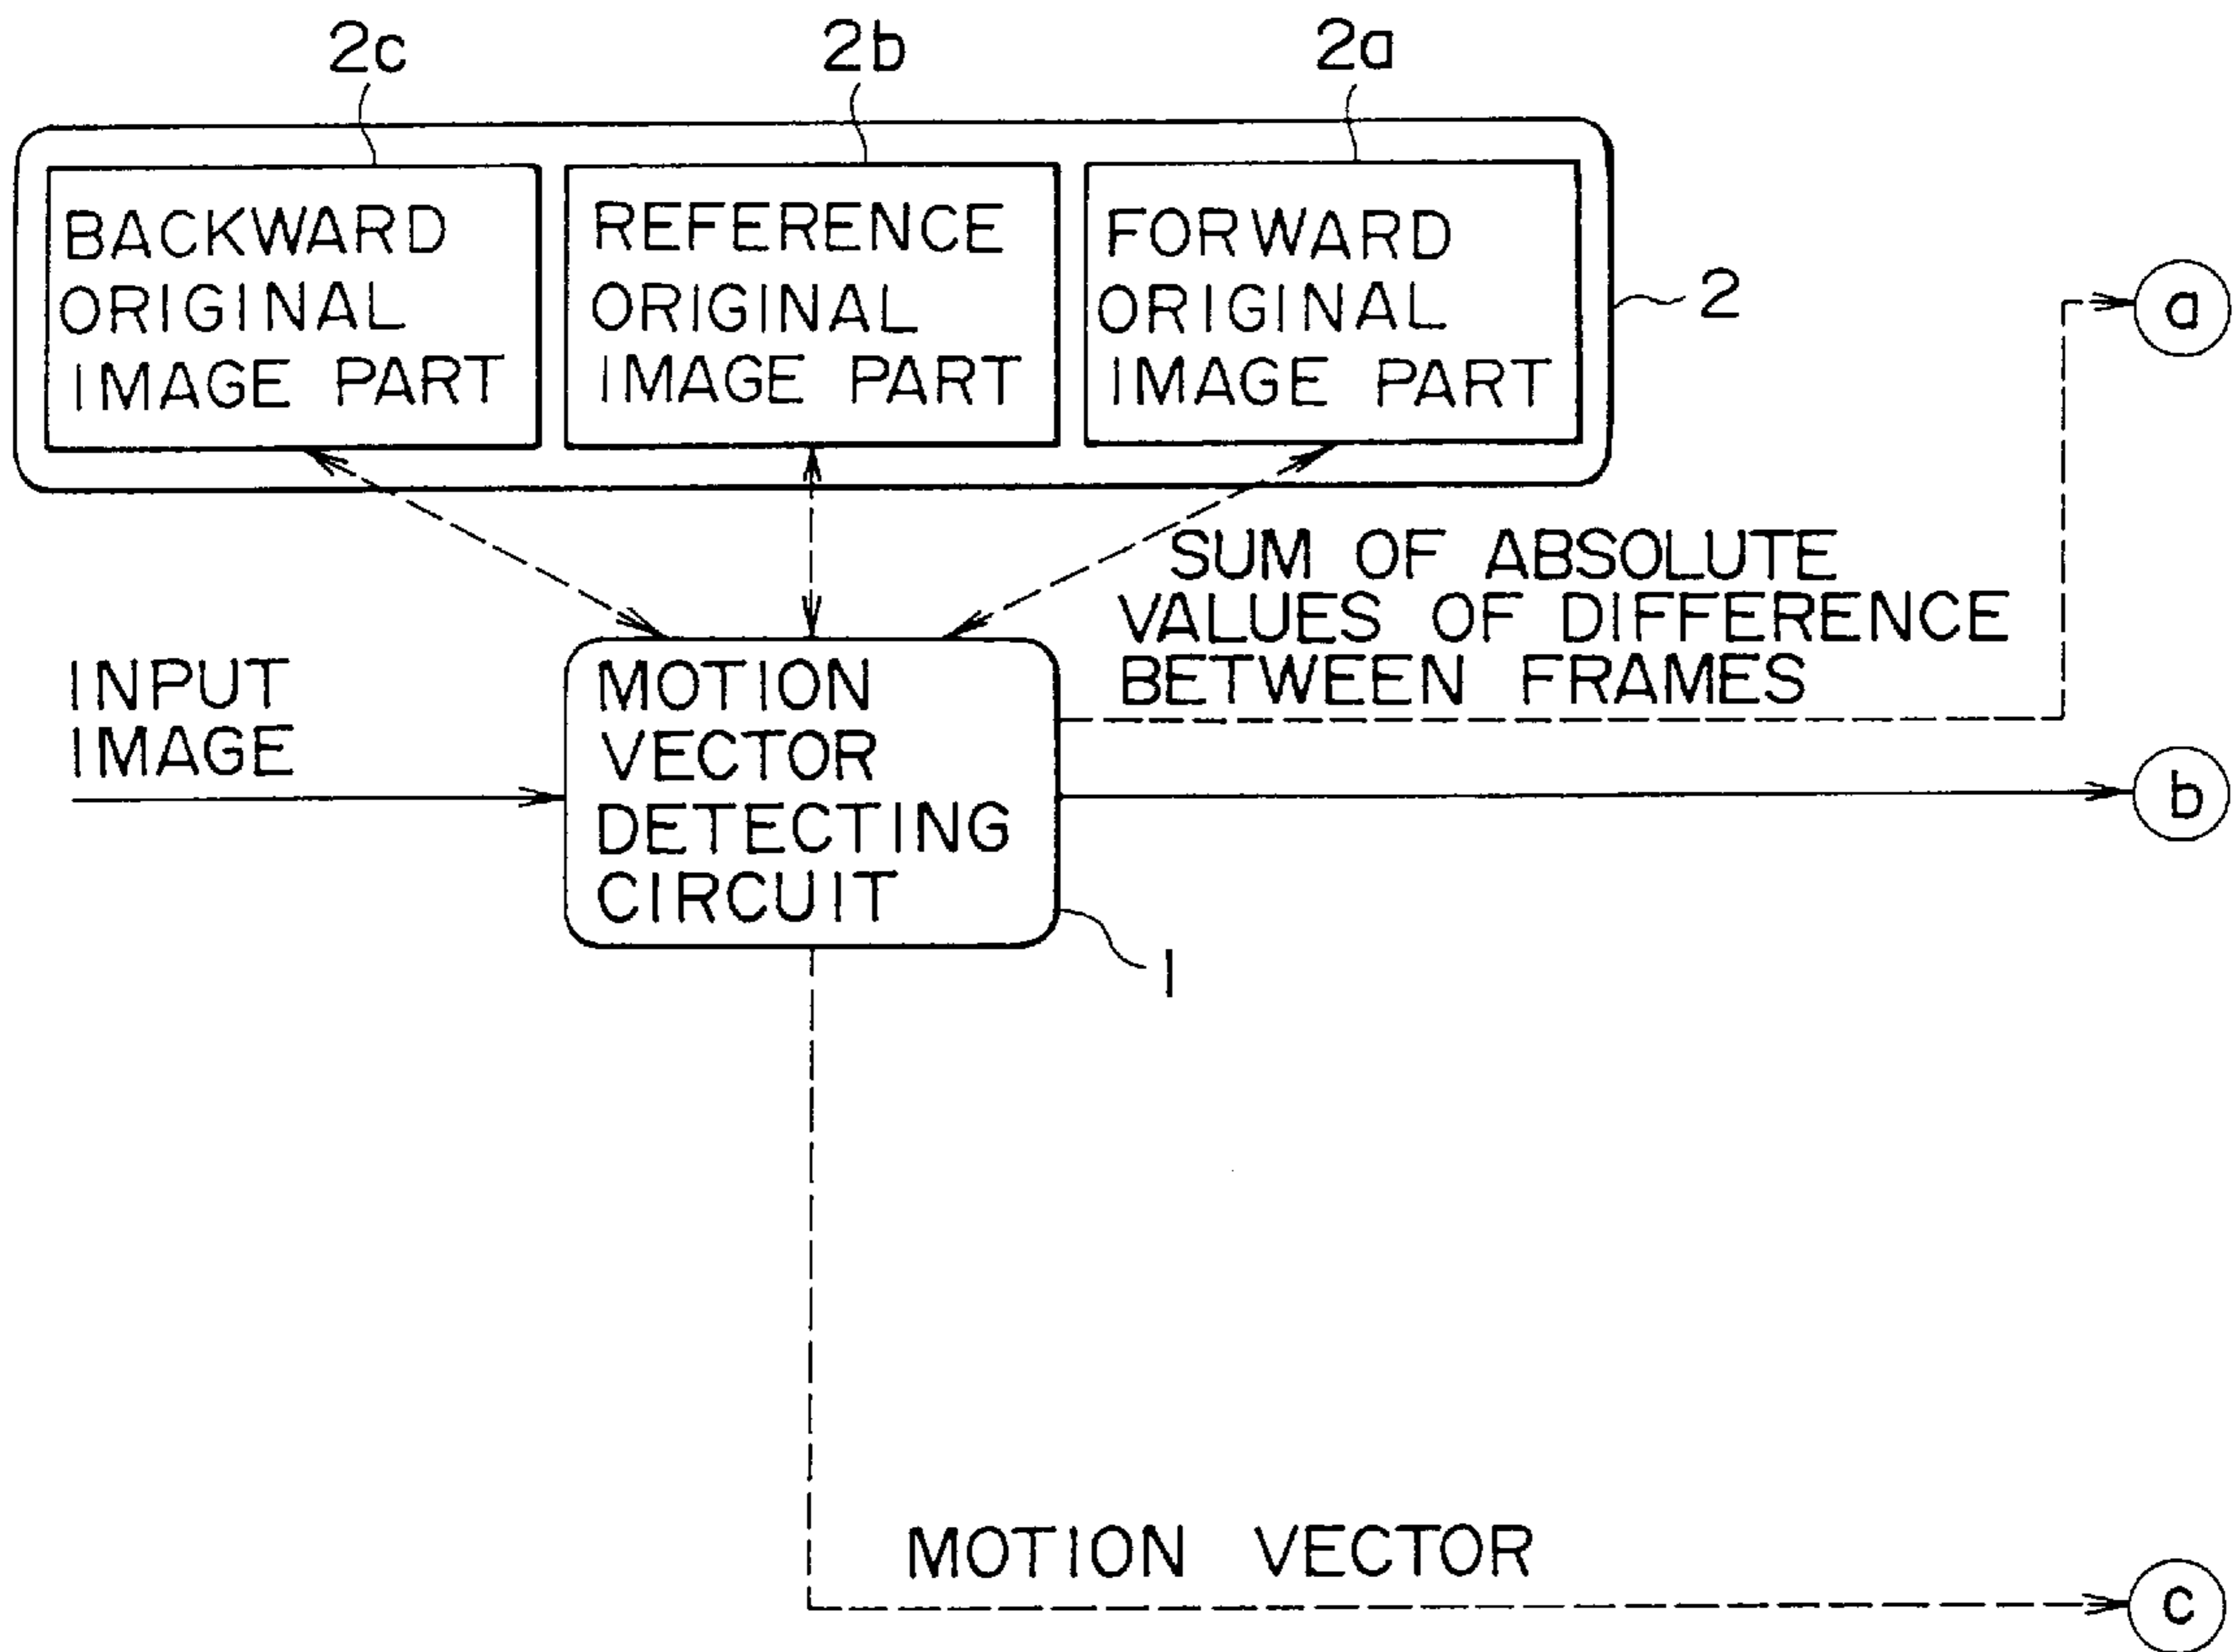 2c
2b
2a
BACKWARD
ORIGINAL
IMAGE PART
REFERENCE
ORIGINAL
IMAGE PART
FORWARD
ORIGINAL
IMAGE PART
2
a
SUM OF ABSOLUTE
VALUES OF DIFFERENCE
BETWEEN FRAMES
INPUT
IMAGE
MOTION
VECTOR
DETECTING
CIRCUIT
b
1
MOTION VECTOR
c